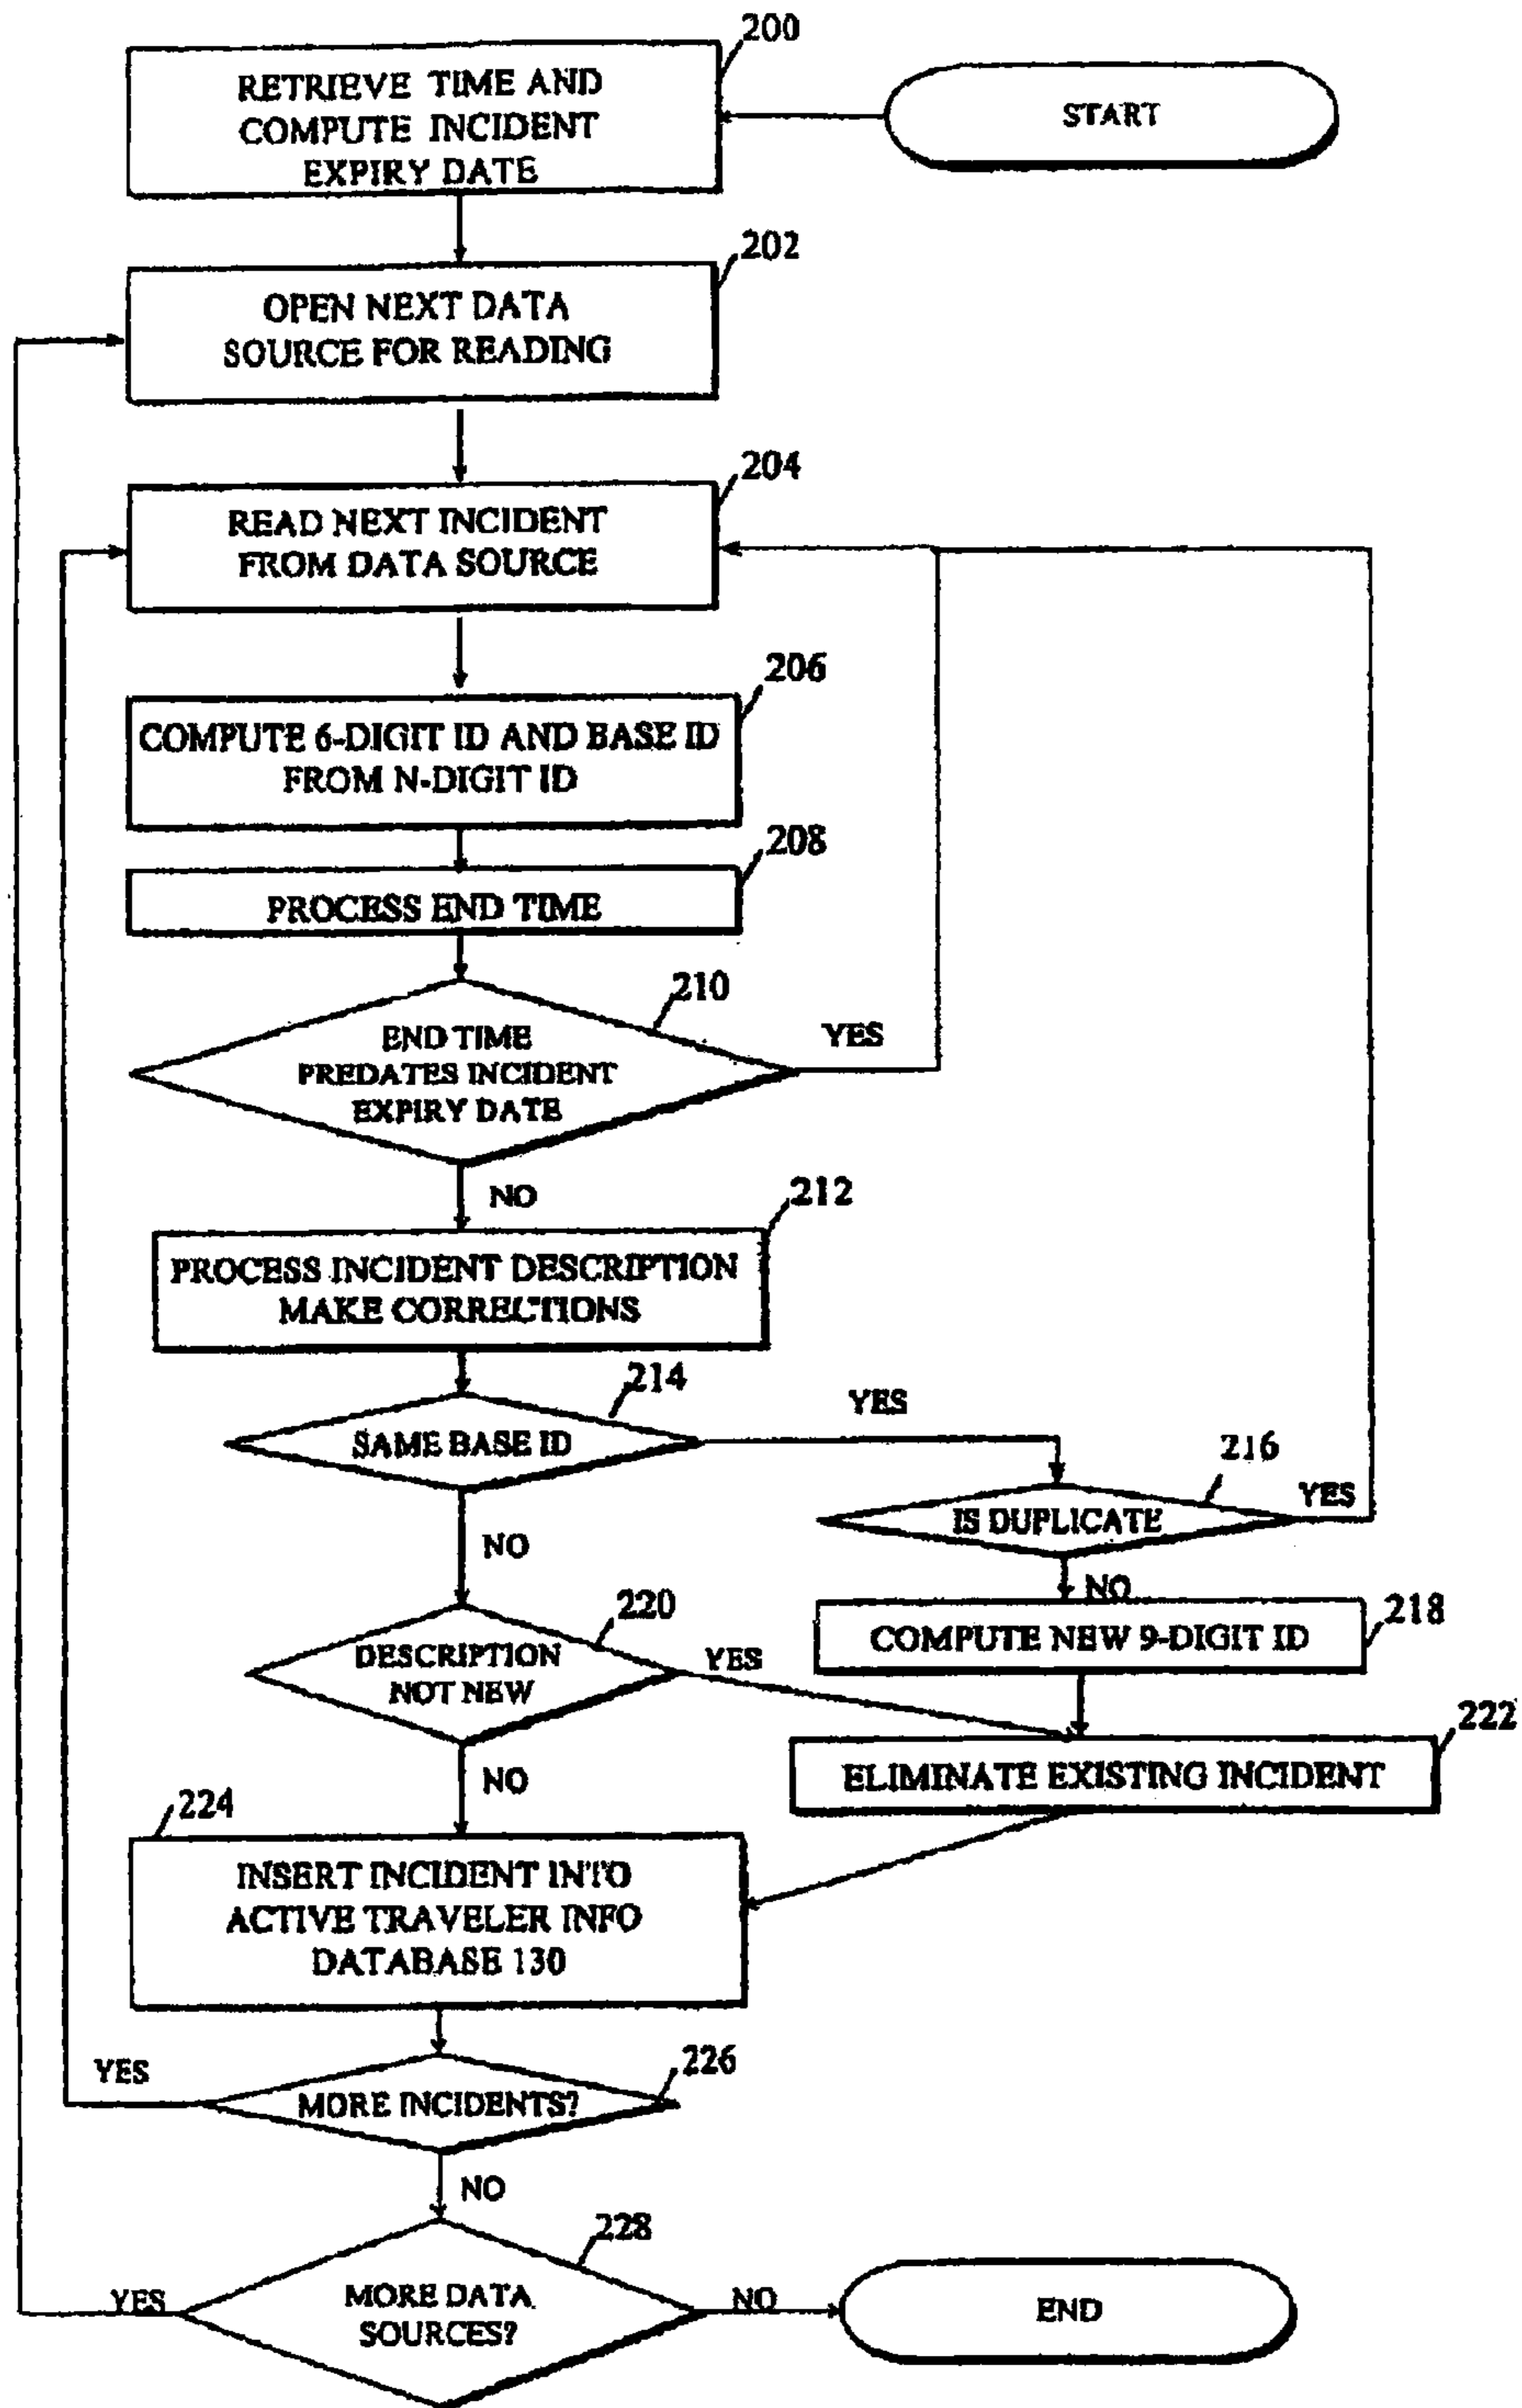 200
RETRIEVE TIME AND
COMPUTE INCIDENT
EXPIRY DATE
START
202
OPEN NEXT DATA
SOURCE FOR READING
204
READ NEXT INCIDENT
FROM DATA SOURCE
206
COMPUTE 6-DIGIT ID AND BASE ID
FROM N-DIGIT ID
208
PROCESS END TIME
210
END TIME
PREDATES INCIDENT
EXPIRY DATE
YES
NO
212
PROCESS INCIDENT DESCRIPTION
MAKE CORRECTIONS
214
SAME BASE ID
YES
216
IS DUPLICATE
YES
NO
NO
218
COMPUTE NEW 9-DIGIT ID
220
DESCRIPTION
NOT NEW
YES
NO
222
ELIMINATE EXISTING INCIDENT
224
INSERT INCIDENT INTO
ACTIVE TRAVELER INFO
DATABASE 130
226
MORE INCIDENTS?
YES
NO
228
MORE DATA
SOURCES?
YES
NO
END